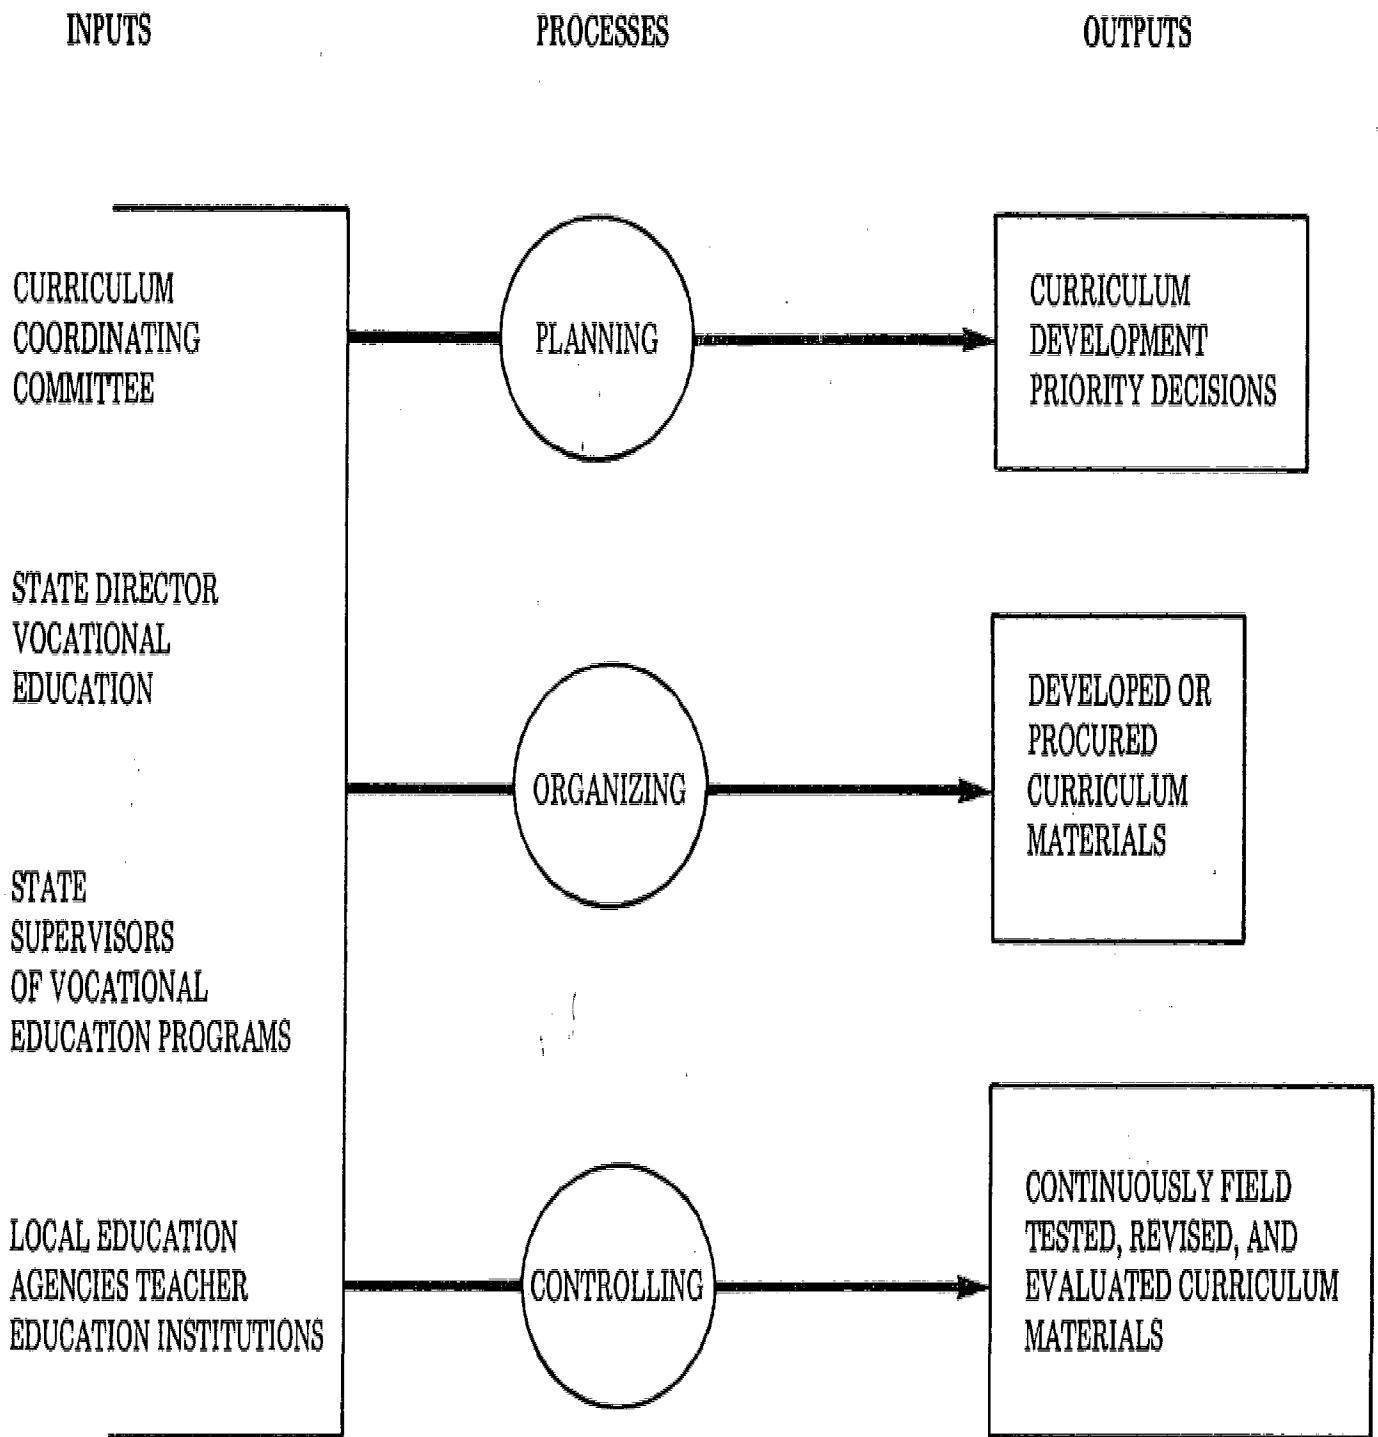 INPUTS
PROCESSES
OUTPUTS
CURRICULUM
COORDINATING
COMMITTEE
PLANNING
CURRICULUM
DEVELOPMENT
PRIORITY DECISIONS
STATE DIRECTOR
VOCATIONAL
EDUCATION
ORGANIZING
DEVELOPED OR
PROCURED
CURRICULUM
MATERIALS
STATE
SUPERVISORS
OF VOCATIONAL
EDUCATION PROGRAMS
LOCAL EDUCATION
AGENCIES TEACHER
EDUCATION INSTITUTIONS
CONTROLLING
CONTINUOUSLY FIELD
TESTED, REVISED, AND
EVALUATED CURRICULUM
MATERIALS